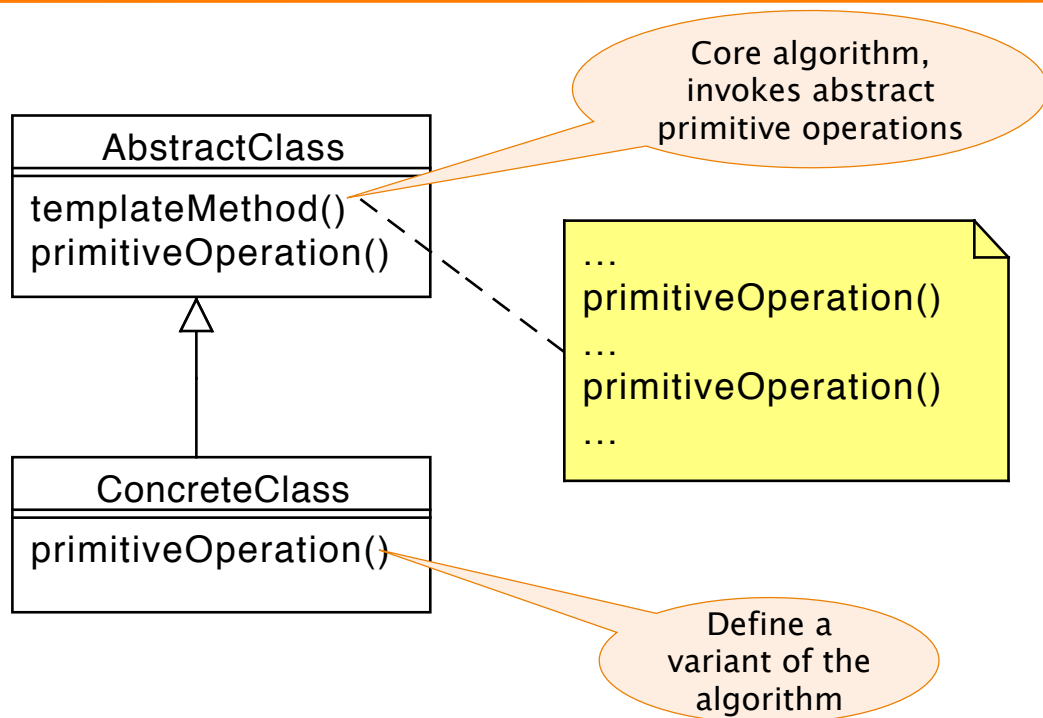 Core algorithm,
invokes abstract
primitive operations
AbstractClass
templateMethod()
primitiveOperation()
...
primitiveOperation()
...
primitiveOperation()
...
ConcreteClass
primitiveOperation()
Define a
variant of the
algorithm